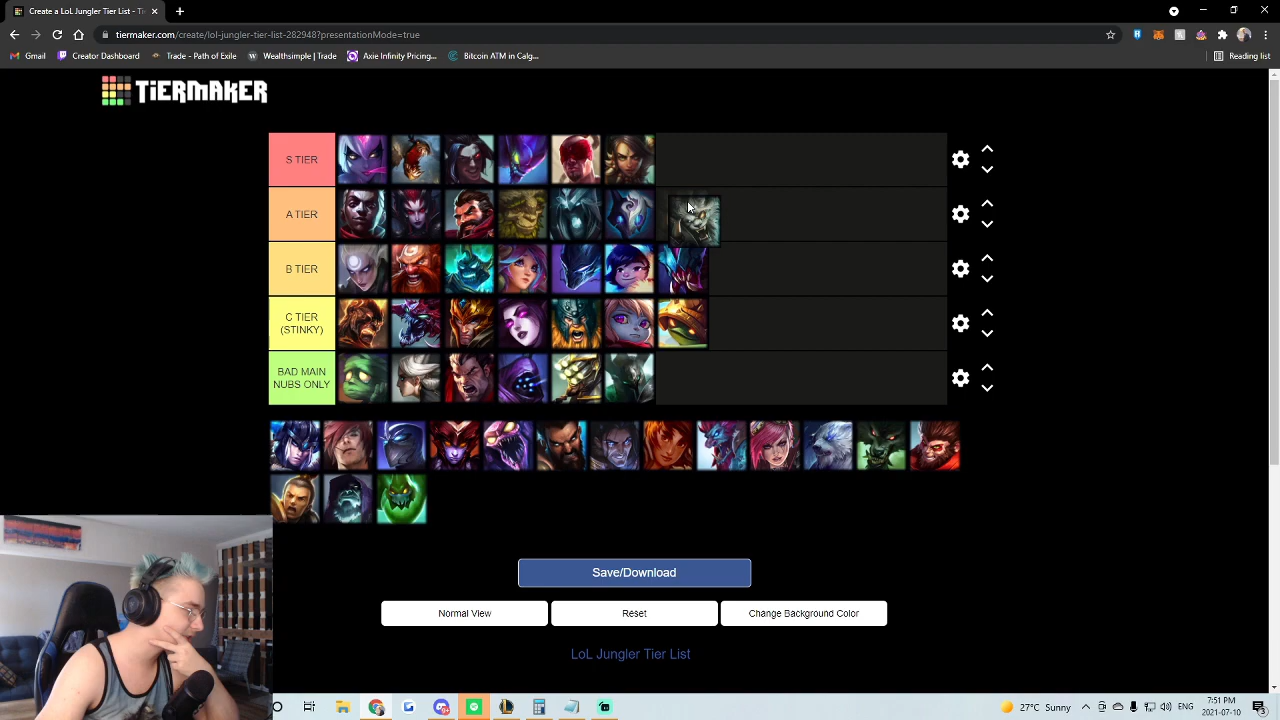 Create a LoL Jungler Tier List -
tiermaker.com/create/lol-jungler-tier-list-282948?presentationMode=true
Gmail
Creator Dashboard
Trade - Path of Exile
Wealthsimple | Trade
Axie Infinity Pricing...
Bitcoin ATM in Calg...
Reading list
TiERMAKER
S TIER
A TIER
B TIER
C TIER
(STINKY)
BAD MAIN
NUBS ONLY
Save/Download
Normal View
Reset
Change Background Color
LoL Jungler Tier List
27°C Sunny
ENG
7:51 PM
2021-07-10